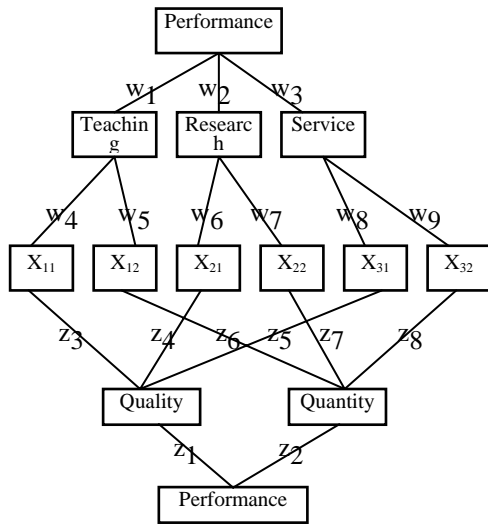 Performance
w1 w2 w3
Teachin
g
Researc
h
Service
w4 w5 w6 w7 w8 w9
X11 X12 X21 X22 X31 X32
z3 z4 z6 z5 z7 z8
Quality Quantity
z1 z2
Performance